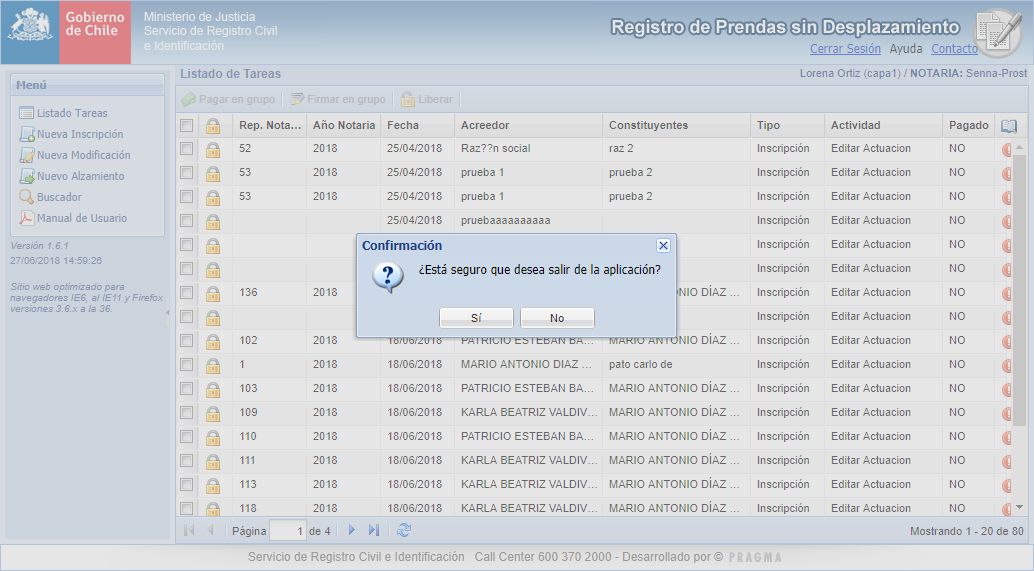 Gobierno
de Chile
Ministerio de Justicia
Servicio de Registro Civil
e Identificación
Registro de Prendas sin Desplazamiento
Cerrar Sesión Ayuda Contacto
Menú
Listado Tareas
Nueva Inscripción
Nueva Modificación
Nuevo Alzamiento
Buscador
Manual de Usuario
Versión 1.6.1
27/06/2018 14:59:26
Sitio web optimizado para
navegadores IE6, al IE11 y Firefox
versiones 3.6.x a la 36.
Listado de Tareas
Lorena Ortiz (capa1) / NOTARIA: Senna-Prost
Pagar en grupo Firmar en grupo Liberar
Rep. Nota... Año Notaria Fecha Acreedor Constituyentes Tipo Actividad Pagado
52 2018 25/04/2018 Raz??n social raz 2 Inscripción Editar Actuacion NO
53 2018 25/04/2018 prueba 1 prueba 2 Inscripción Editar Actuacion NO
53 2018 25/04/2018 prueba 1 prueba 2 Inscripción Editar Actuacion NO
25/04/2018 pruebaaaaaaaaaa Inscripción Editar Actuacion NO
Inscripción Editar Actuacion NO
Inscripción Editar Actuacion NO
136 2018 ONIO DÍAZ ... Inscripción Editar Actuacion NO
Inscripción Editar Actuacion NO
102 2018 18/06/2018 PATRICIO ESTEBAN BA... MARIO ANTONIO DÍAZ ... Inscripción Editar Actuacion NO
1 2018 18/06/2018 MARIO ANTONIO DIAZ ... pato carlo de Inscripción Editar Actuacion NO
103 2018 18/06/2018 PATRICIO ESTEBAN BA... MARIO ANTONIO DÍAZ ... Inscripción Editar Actuacion NO
109 2018 18/06/2018 KARLA BEATRIZ VALDIV... MARIO ANTONIO DÍAZ ... Inscripción Editar Actuacion NO
110 2018 18/06/2018 PATRICIO ESTEBAN BA... MARIO ANTONIO DÍAZ ... Inscripción Editar Actuacion NO
111 2018 18/06/2018 KARLA BEATRIZ VALDIV... MARIO ANTONIO DÍAZ ... Inscripción Editar Actuacion NO
113 2018 18/06/2018 KARLA BEATRIZ VALDIV... MARIO ANTONIO DÍAZ ... Inscripción Editar Actuacion NO
118 2018 18/06/2018 KARLA BEATRIZ VALDIV... MARIO ANTONIO DÍAZ ... Inscripción Editar Actuacion NO
Confirmación
¿Está seguro que desea salir de la aplicación?
Sí No
Página 1 de 4
Mostrando 1 - 20 de 80
Servicio de Registro Civil e Identificación Call Center 600 370 2000 - Desarrollado por © PRAGMA